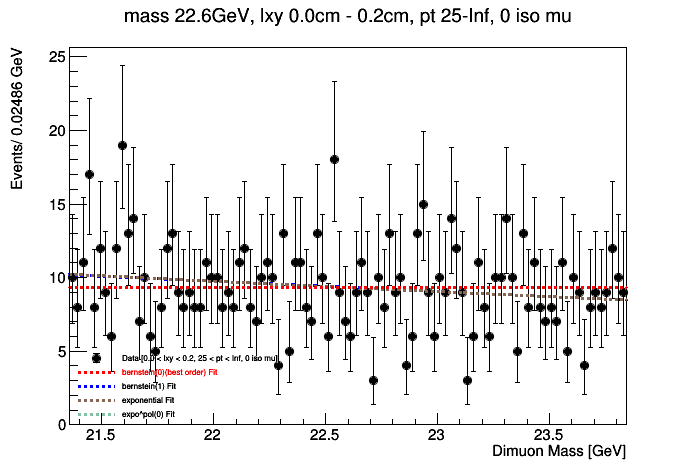 mass 22.6GeV, lxy 0.0cm - 0.2cm, pt 25-Inf, 0 iso mu
Events/ 0.02486 GeV
25
20
15
10
5
0
Data[0.0 < lxy < 0.2, 25 < pt < Inf, 0 iso mu]
bernstein(0)(best order) Fit
bernstein(1) Fit
exponential Fit
expo*pol(0) Fit
21.5 22 22.5 23 23.5
Dimuon Mass [GeV]